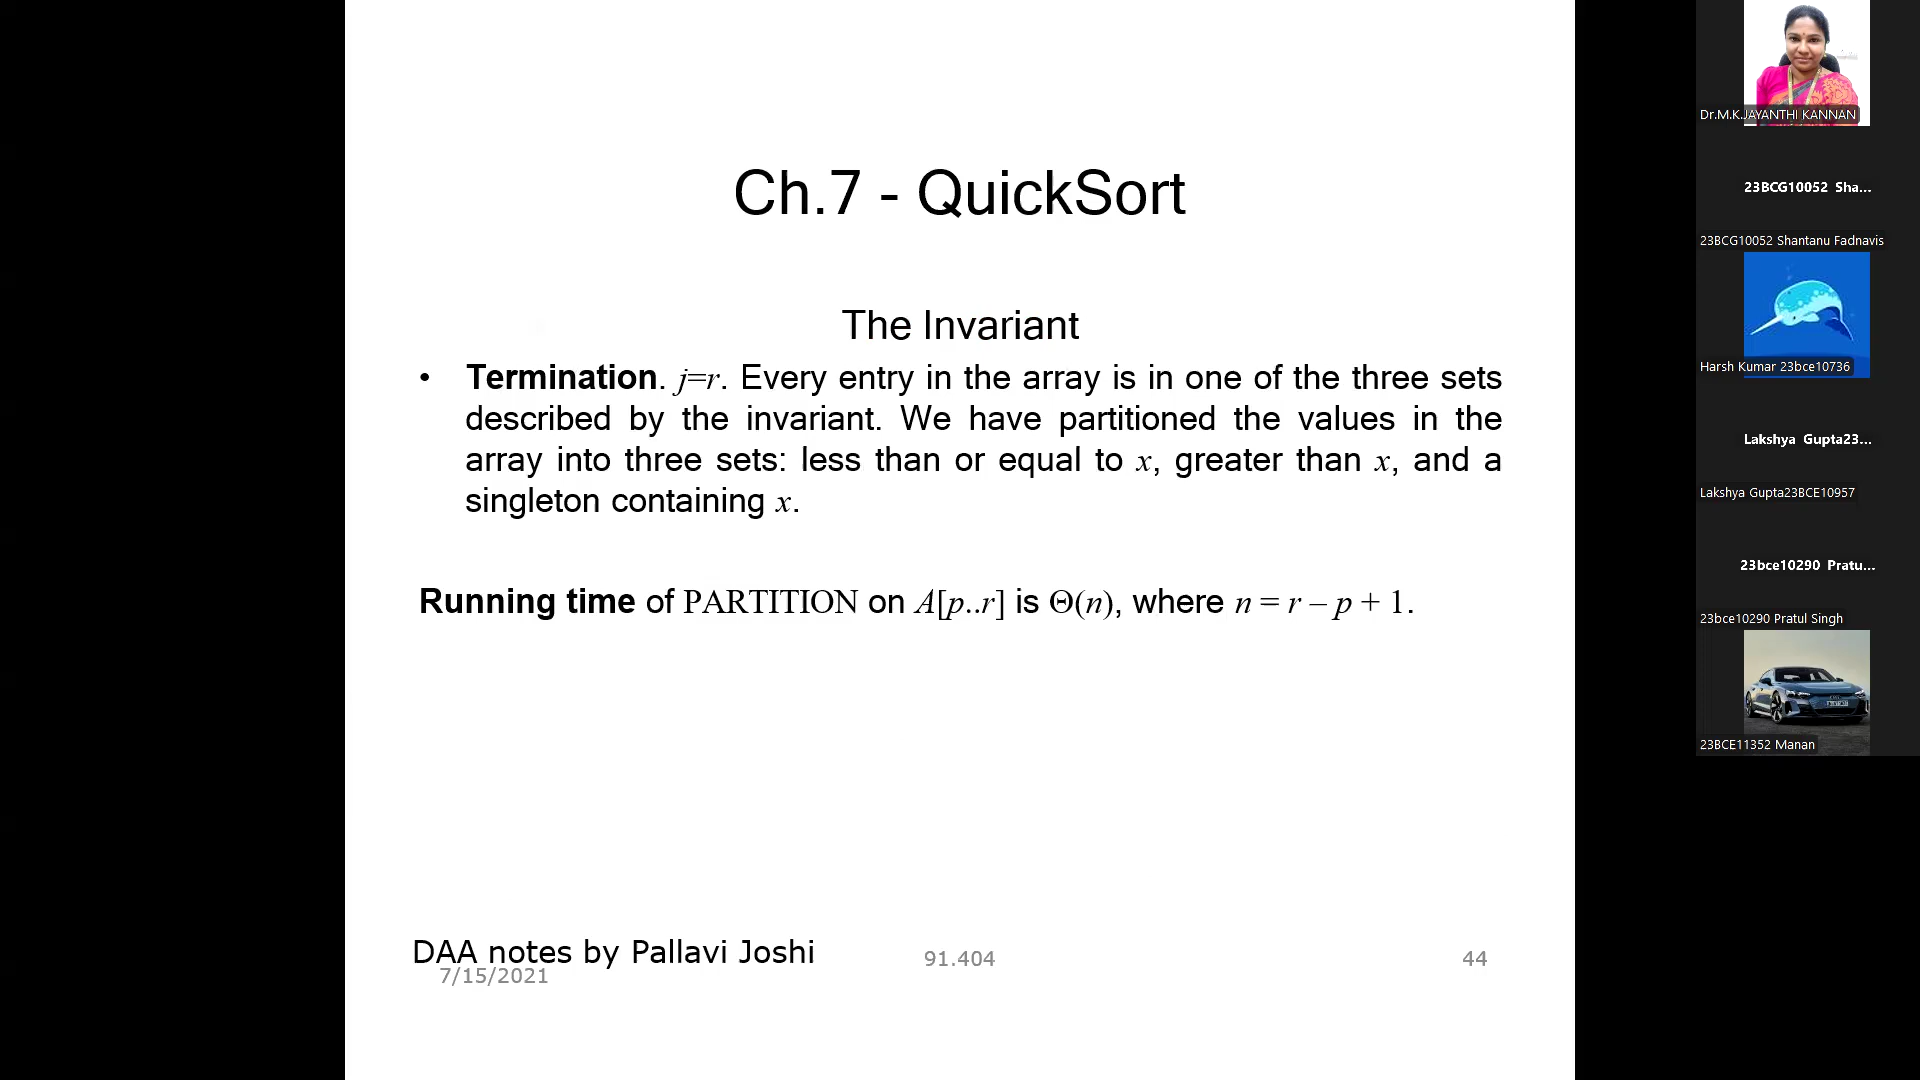 Ch.7 - QuickSort
The Invariant
• Termination. j=r. Every entry in the array is in one of the three sets
described by the invariant. We have partitioned the values in the
array into three sets: less than or equal to x, greater than x, and a
singleton containing x.
Running time of PARTITION on A[p..r] is Θ(n), where n = r – p + 1.
DAA notes by Pallavi Joshi
7/15/2021
91.404
44
Dr.M.K.JAYANTHI KANNAN
23BCG10052 Sha...
23BCG10052 Shantanu Fadnavis
Harsh Kumar 23bce10736
Lakshya Gupta23...
Lakshya Gupta23BCE10957
23bce10290 Pratu...
23bce10290 Pratul Singh
23BCE11352 Manan